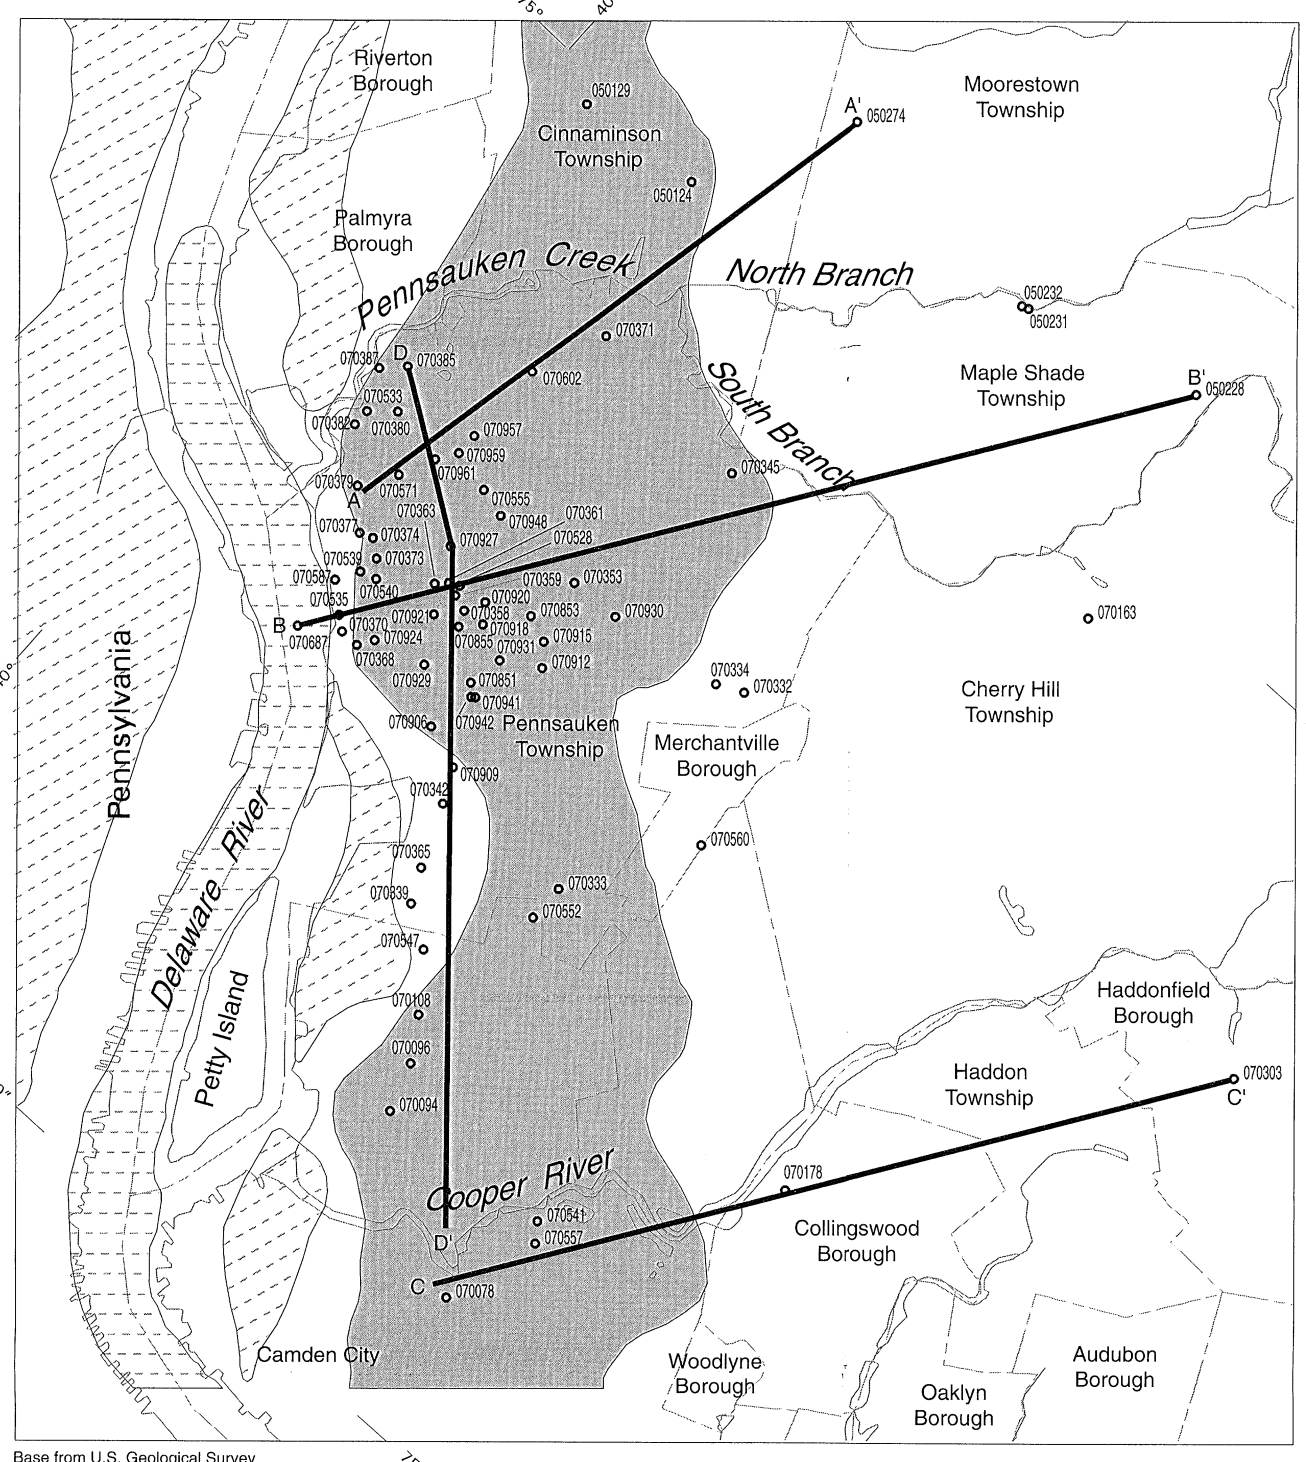 75°
40
Riverton
Borough
050129
Moorestown
Township
A'
050274
Cinnaminson
Township
050124
Palmyra
Borough
Pennsauken Creek
North Branch
050232
050231
070371
070387
D
070385
070602
South Branch
Maple Shade
Township
B'
050228
070533
070382
070380
070957
070959
070961
070345
070379
A
070571
070555
070363
070361
070948
070377
070374
070927
070528
070539
070373
070587
070540
070359
070353
070535
070920
070921
070358
070853
070930
070163
B
070687
070370
070924
070918
070855
070915
070931
070368
070912
070929
070851
070334
070332
070941
Cherry Hill
Township
070906
070942
Pennsauken
Township
Merchantville
Borough
Pennsylvania
070909
070342
070560
Delaware River
070365
070333
070339
070552
070547
Petty Island
070108
Haddonfield
Borough
070096
Haddon
Township
070303
C'
070094
Cooper River
070178
070541
070557
Collingswood
Borough
D'
C
070078
Camden City
Woodlyne
Borough
Audubon
Borough
Oaklyn
Borough
Base from U.S. Geological Survey